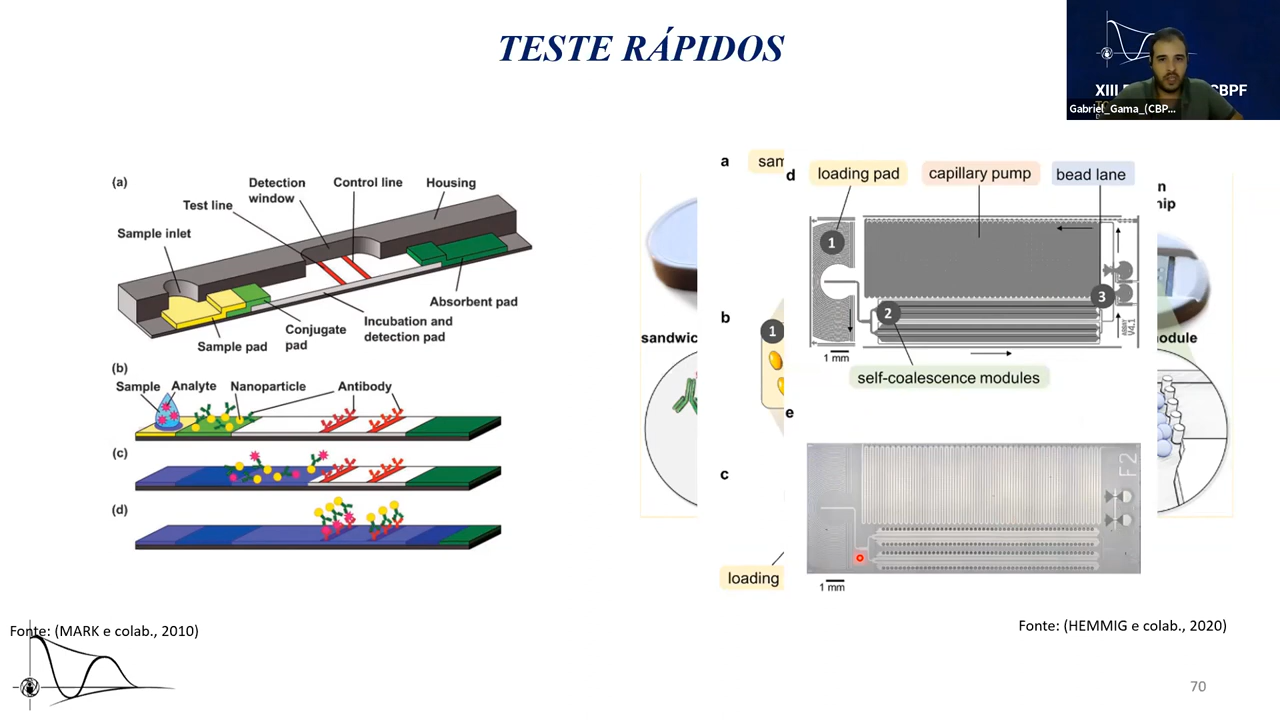 TESTE RÁPIDOS
XIII
CBPF
Gabriel_Gama_(CBP...
(a)
Detection
window
Control line
Housing
Test line
Sample inlet
Absorbent pad
Conjugate
pad
Incubation and
detection pad
Sample pad
(b)
Sample
Analyte
Nanoparticle
Antibody
(c)
(d)
Fonte: (MARK e colab., 2010)
a
b
1
c
loading
d
loading pad
capillary pump
bead lane
1
2
3
V4.1
1 mm
self-coalescence modules
e
F2
1 mm
Fonte: (HEMMIG e colab., 2020)
70